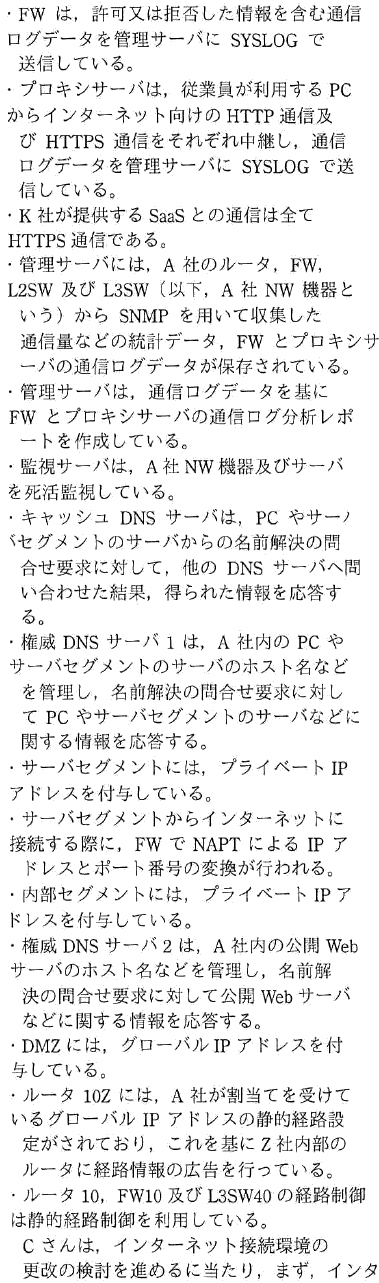 ・FW は，許可又は拒否した情報を含む通信
ログデータを管理サーバに SYSLOG で
送信している。
・プロキシサーバは，従業員が利用する PC
からインターネット向けの HTTP 通信及
び HTTPS 通信をそれぞれ中継し，通信
ログデータを管理サーバに SYSLOG で送
信している。
・K 社が提供する SaaS との通信は全て
HTTPS 通信である。
・管理サーバには，A 社のルータ，FW，
L2SW 及び L3SW（以下，A 社 NW 機器と
いう）から SNMP を用いて収集した
通信量などの統計データ，FW とプロキシサ
ーバの通信ログデータが保存されている。
・管理サーバは，通信ログデータを基に
FW とプロキシサーバの通信ログ分析レポ
ートを作成している。
・監視サーバは，A 社 NW 機器及びサーバ
を死活監視している。
・キャッシュ DNS サーバは，PC やサー
バセグメントのサーバからの名前解決の問
合せ要求に対して，他の DNS サーバへ問
い合わせた結果，得られた情報を応答す
る。
・権威 DNS サーバ 1 は，A 社内の PC や
サーバセグメントのサーバのホスト名など
を管理し，名前解決の問合せ要求に対し
て PC やサーバセグメントのサーバなどに
関する情報を応答する。
・サーバセグメントには，プライベート IP
アドレスを付与している。
・サーバセグメントからインターネットに
接続する際に，FW で NAPT による IP ア
ドレスとポート番号の変換が行われる。
・内部セグメントには，プライベート IP ア
ドレスを付与している。
・権威 DNS サーバ 2 は，A 社内の公開 Web
サーバのホスト名などを管理し，名前解
決の問合せ要求に対して公開 Web サーバ
などに関する情報を応答する。
・DMZ には，グローバル IP アドレスを付
与している。
・ルータ 10Z には，A 社が割当てを受けて
いるグローバル IP アドレスの静的経路設
定がされており，これを基に Z 社内部の
ルータに経路情報の広告を行っている。
・ルータ 10，FW10 及び L3SW40 の経路制御
は静的経路制御を利用している。
C さんは，インターネット接続環境の
更改の検討を進めるに当たり，まず，インタ